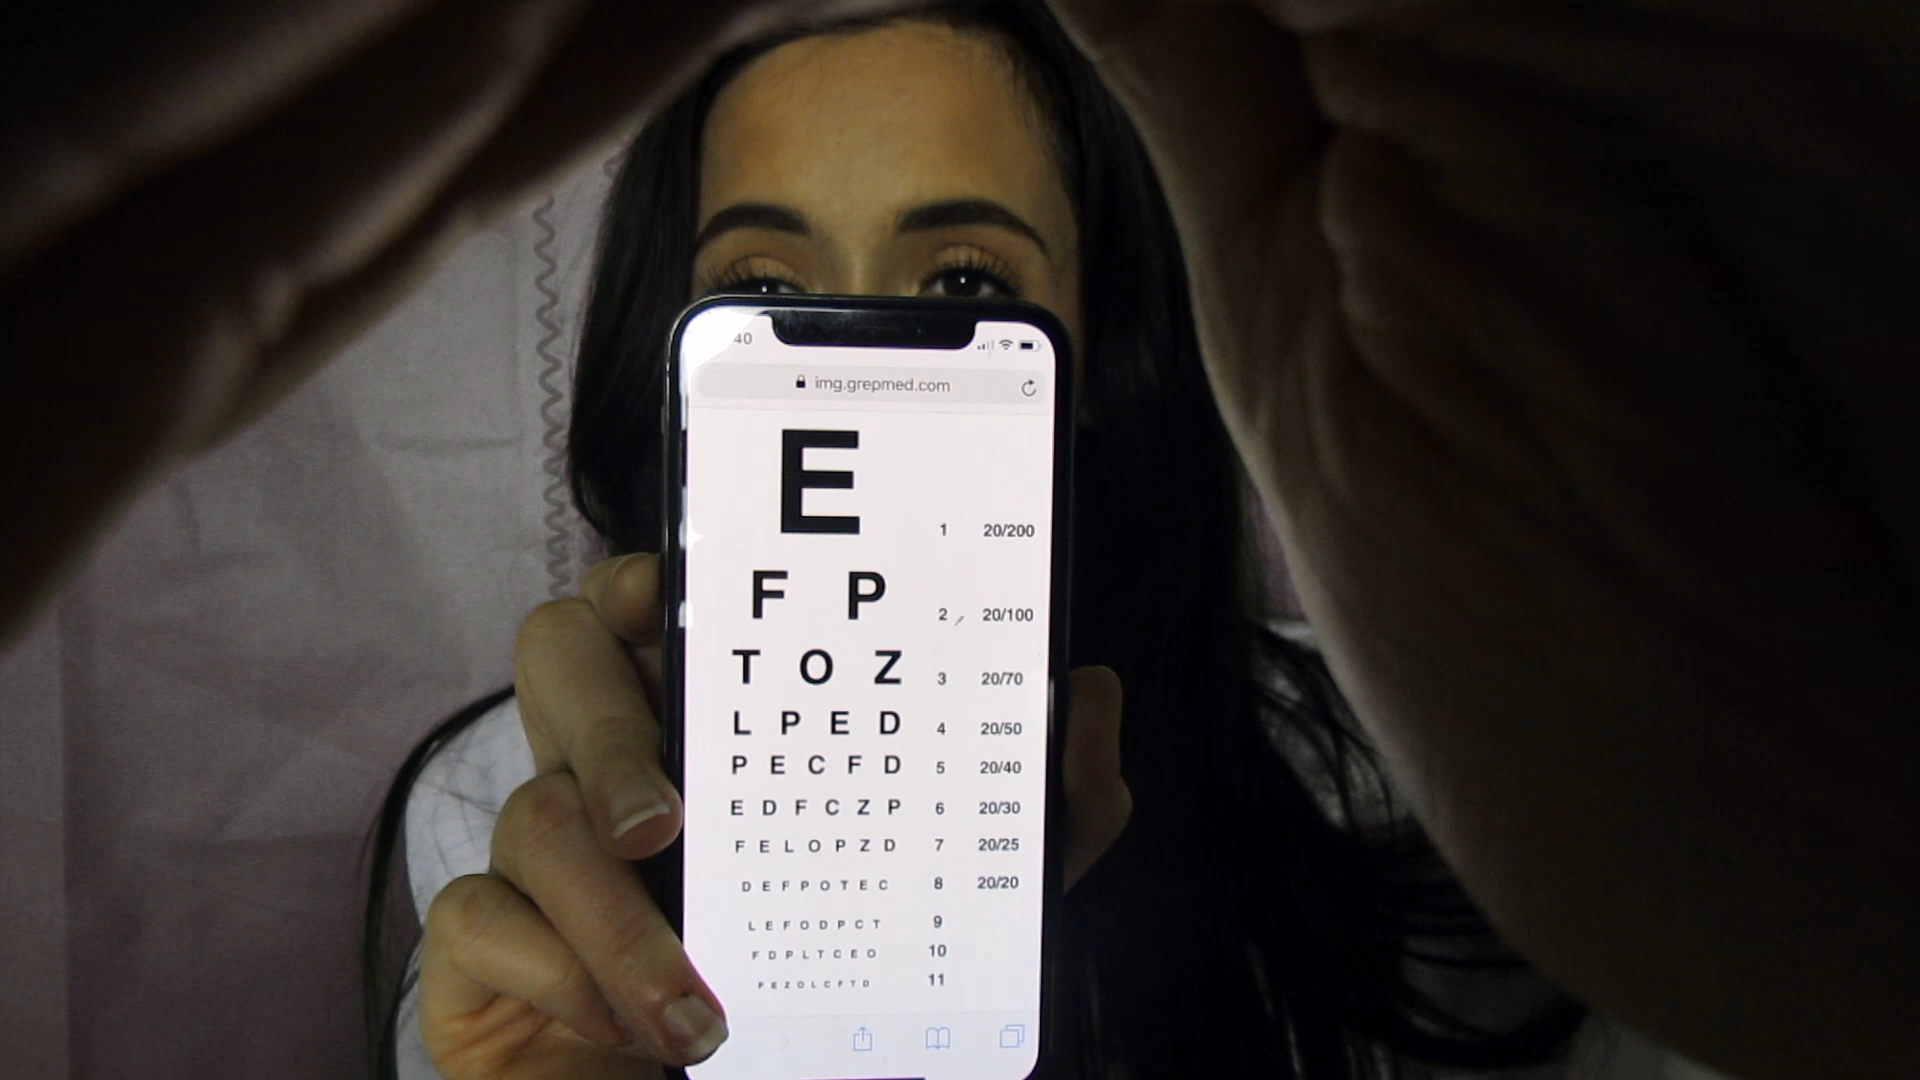 40
img.grepmed.com
E 1 20/200
F P 2 20/100
T O Z 3 20/70
L P E D 4 20/50
P E C F D 5 20/40
E D F C Z P 6 20/30
F E L O P Z D 7 20/25
D E F P O T E C 8 20/20
L E F O D P C T 9
F D P L T C E O 10
P E Z O L C F T D 11